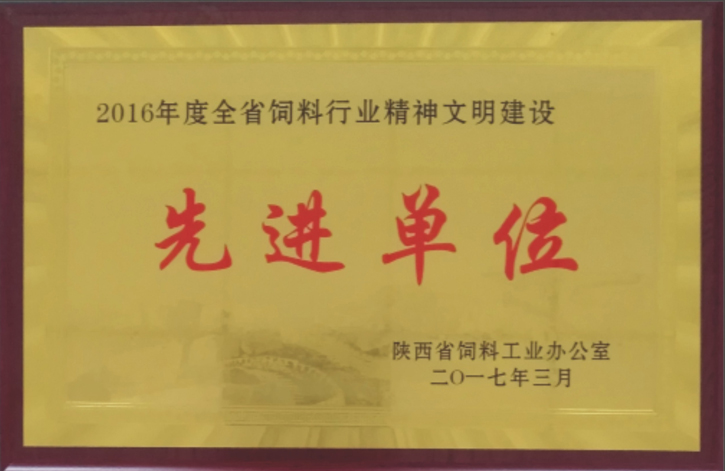 2016年度全省饲料行业精神文明建设
先进单位
陕西省饲料工业办公室
二〇一七年三月